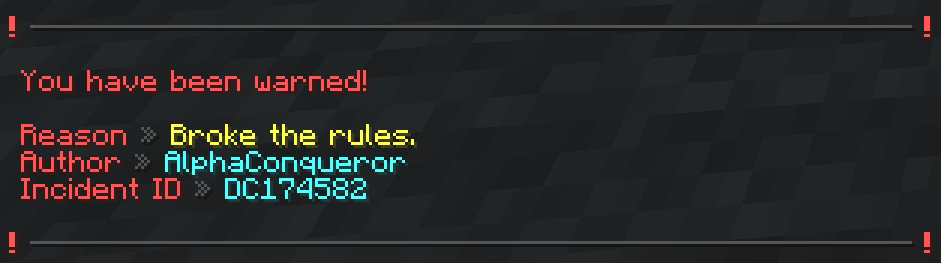 ! !
You have been warned!
Reason » Broke the rules.
Author » AlphaConqueror
Incident ID » DC174582
! !